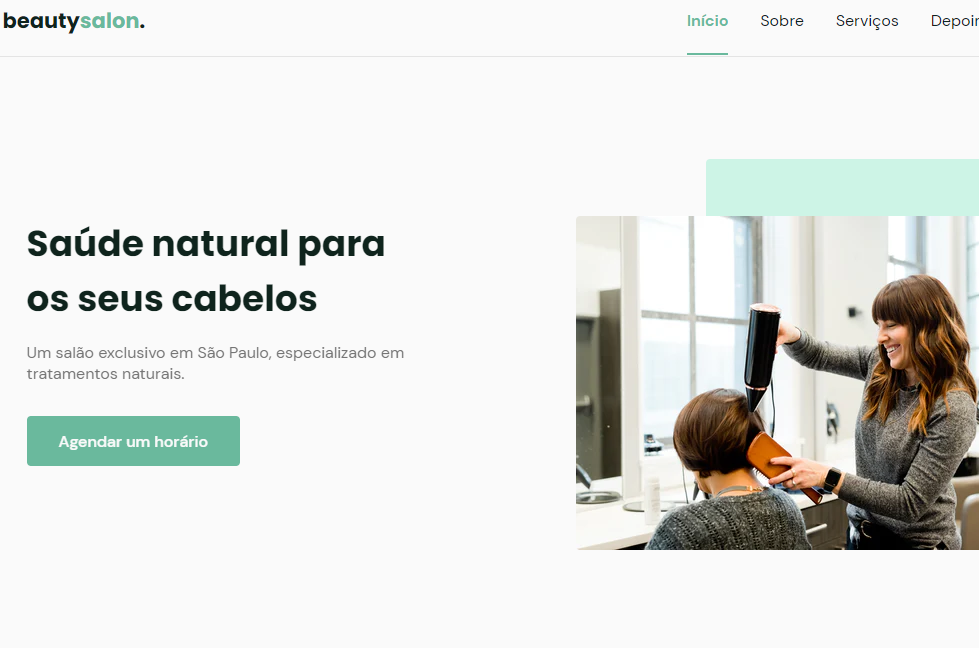 beautysalon.
Início Sobre Serviços
Saúde natural para
os seus cabelos
Um salão exclusivo em São Paulo, especializado em
tratamentos naturais.
Agendar um horário